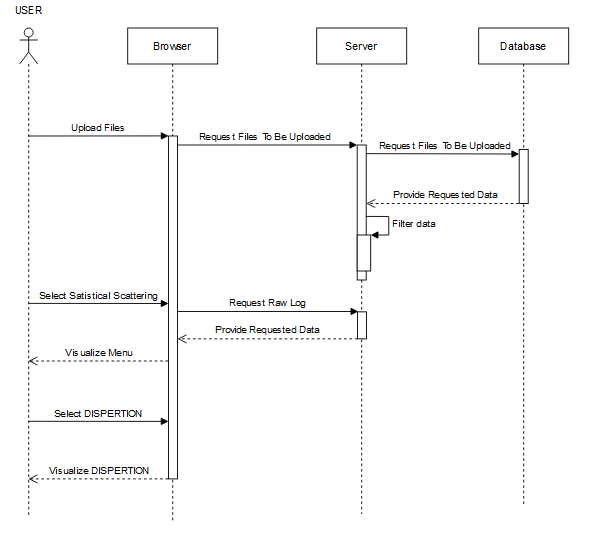 USER
Browser
Server
Database
Upload Files
Request Files To Be Uploaded
Request Files To Be Uploaded
Provide Requested Data
Filter data
Select Satistical Scattering
Request Raw Log
Provide Requested Data
Visualize Menu
Select DISPERTION
Visualize DISPERTION